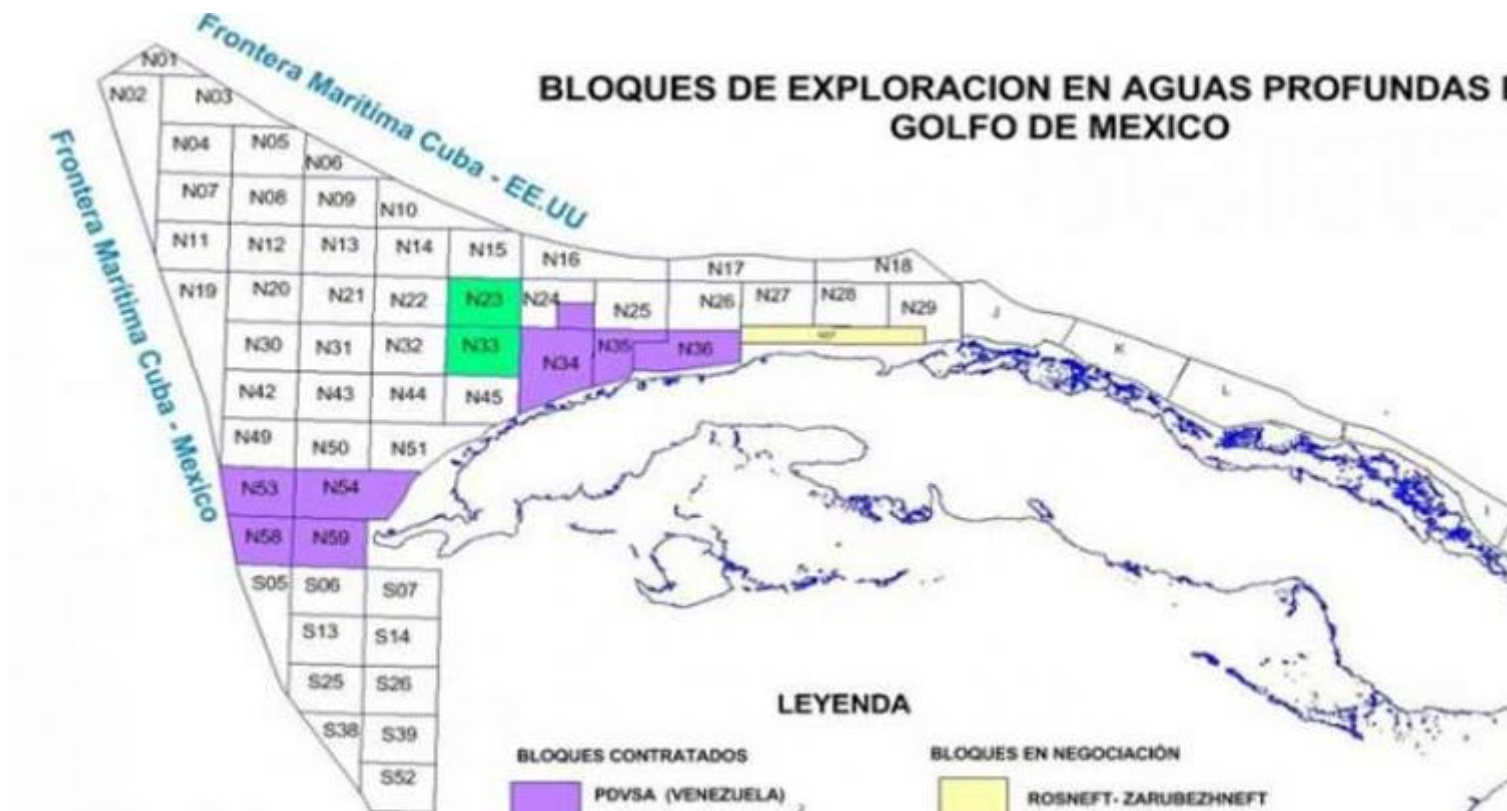 BLOQUES DE EXPLORACION EN AGUAS PROFUNDAS
GOLFO DE MEXICO
Frontera Marítima Cuba - EE.UU
Frontera Marítima Cuba - Mexico
N01
N02 N03
N04 N05 N06
N07 N08 N09 N10
N11 N12 N13 N14 N15 N16 N17 N18
N19 N20 N21 N22 N23 N24 N25 N26 N27 N28 N29
J
N30 N31 N32 N33 N34 N35 N36
K
N42 N43 N44 N45
L
N49 N50 N51
N53 N54
N58 N59
S05 S06 S07
S13 S14
S25 S26
S38 S39
S52
LEYENDA
BLOQUES CONTRATADOS
PDVSA (VENEZUELA)
BLOQUES EN NEGOCIACIÓN
ROSNEFT- ZARUBEZHNEFT